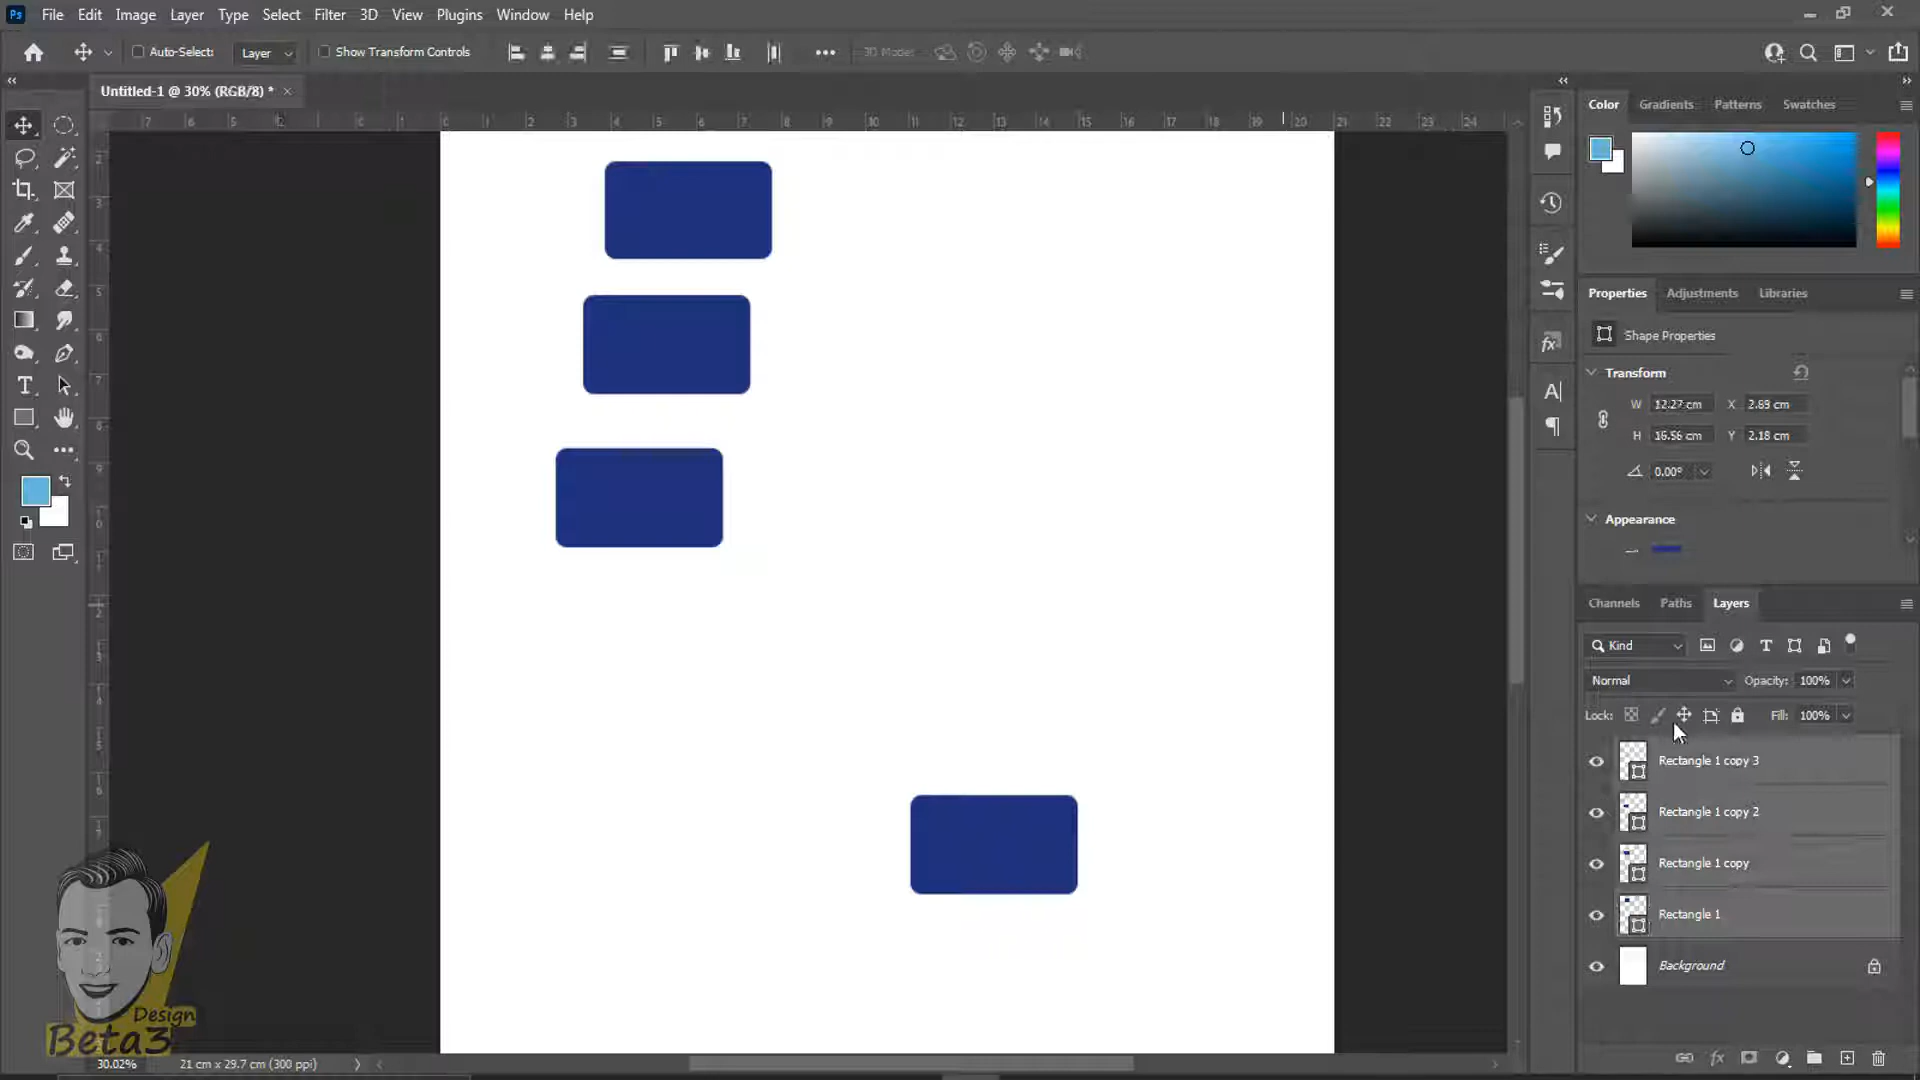 Ps File Edit Image Layer Type Select Filter 3D View Plugins Window Help
Auto-Select: Layer Show Transform Controls 3D Mode:
Untitled-1 @ 30% (RGB/8) * ×
Color Gradients Patterns Swatches
Properties Adjustments Libraries
Shape Properties
Transform
W 12.27 cm X 2.89 cm
H 16.56 cm Y 2.18 cm
0.00°
Appearance
Channels Paths Layers
Kind
Normal Opacity: 100%
Lock: Fill: 100%
Rectangle 1 copy 3
Rectangle 1 copy 2
Rectangle 1 copy
Rectangle 1
Background
Design
Beta3
30.02% 21 cm x 29.7 cm (300 ppi)